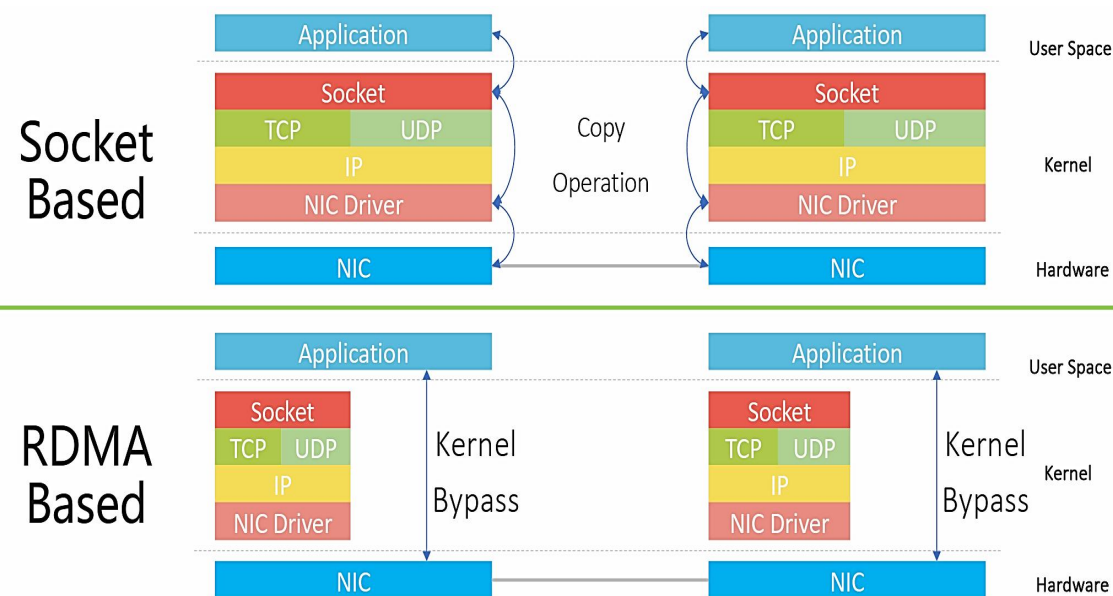 Socket
Based
Application
Application
User Space
Socket
TCP
UDP
IP
NIC Driver
Copy
Operation
Socket
TCP
UDP
IP
NIC Driver
Kernel
NIC
NIC
Hardware
RDMA
Based
Application
Application
User Space
Socket
TCP
UDP
IP
NIC Driver
Kernel
Bypass
Socket
TCP
UDP
IP
NIC Driver
Kernel
Bypass
Kernel
NIC
NIC
Hardware